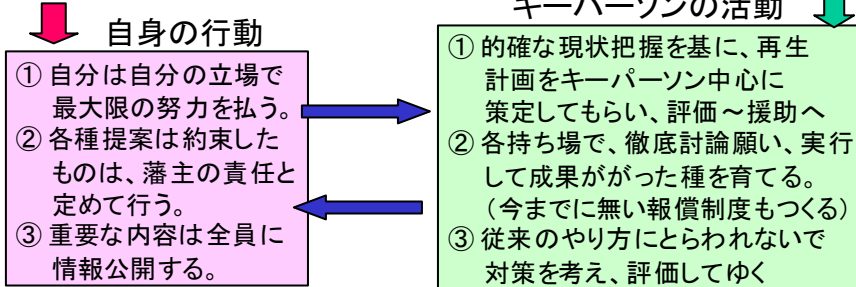 自身の行動
① 自分は自分の立場で
最大限の努力を払う。
② 各種提案は約束した
ものは、藩主の責任と
定めて行う。
③ 重要な内容は全員に
情報公開する。
キーパーソンの活動
① 的確な現状把握を基に、再生
計画をキーパーソン中心に
策定してもらい、評価～援助へ
② 各持ち場で、徹底討論願い、実行
して成果ががった種を育てる。
（今までに無い報償制度もつくる）
③ 従来のやり方にとらわれないで
対策を考え、評価してゆく